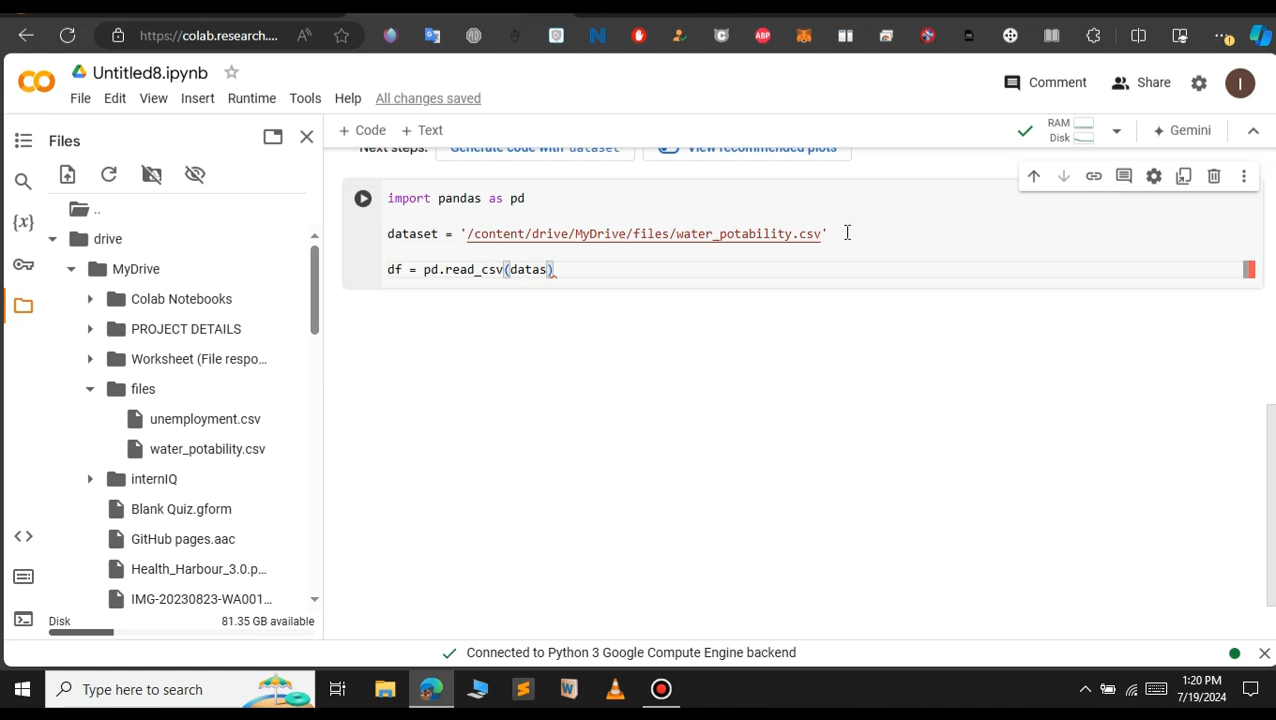 https://colab.research....
Untitled8.ipynb
File Edit View Insert Runtime Tools Help All changes saved
Comment Share I
Files
+ Code + Text
RAM
Disk
Gemini
Next steps: Generate code with dataset View recommended plots
..
drive
MyDrive
Colab Notebooks
PROJECT DETAILS
Worksheet (File respo...
files
unemployment.csv
water_potability.csv
internIQ
Blank Quiz.gform
GitHub pages.aac
Health_Harbour_3.0.p...
IMG-20230823-WA001...
Disk 81.35 GB available
import pandas as pd
dataset = '/content/drive/MyDrive/files/water_potability.csv'
df = pd.read_csv(datas)
Connected to Python 3 Google Compute Engine backend
Type here to search
1:20 PM
7/19/2024